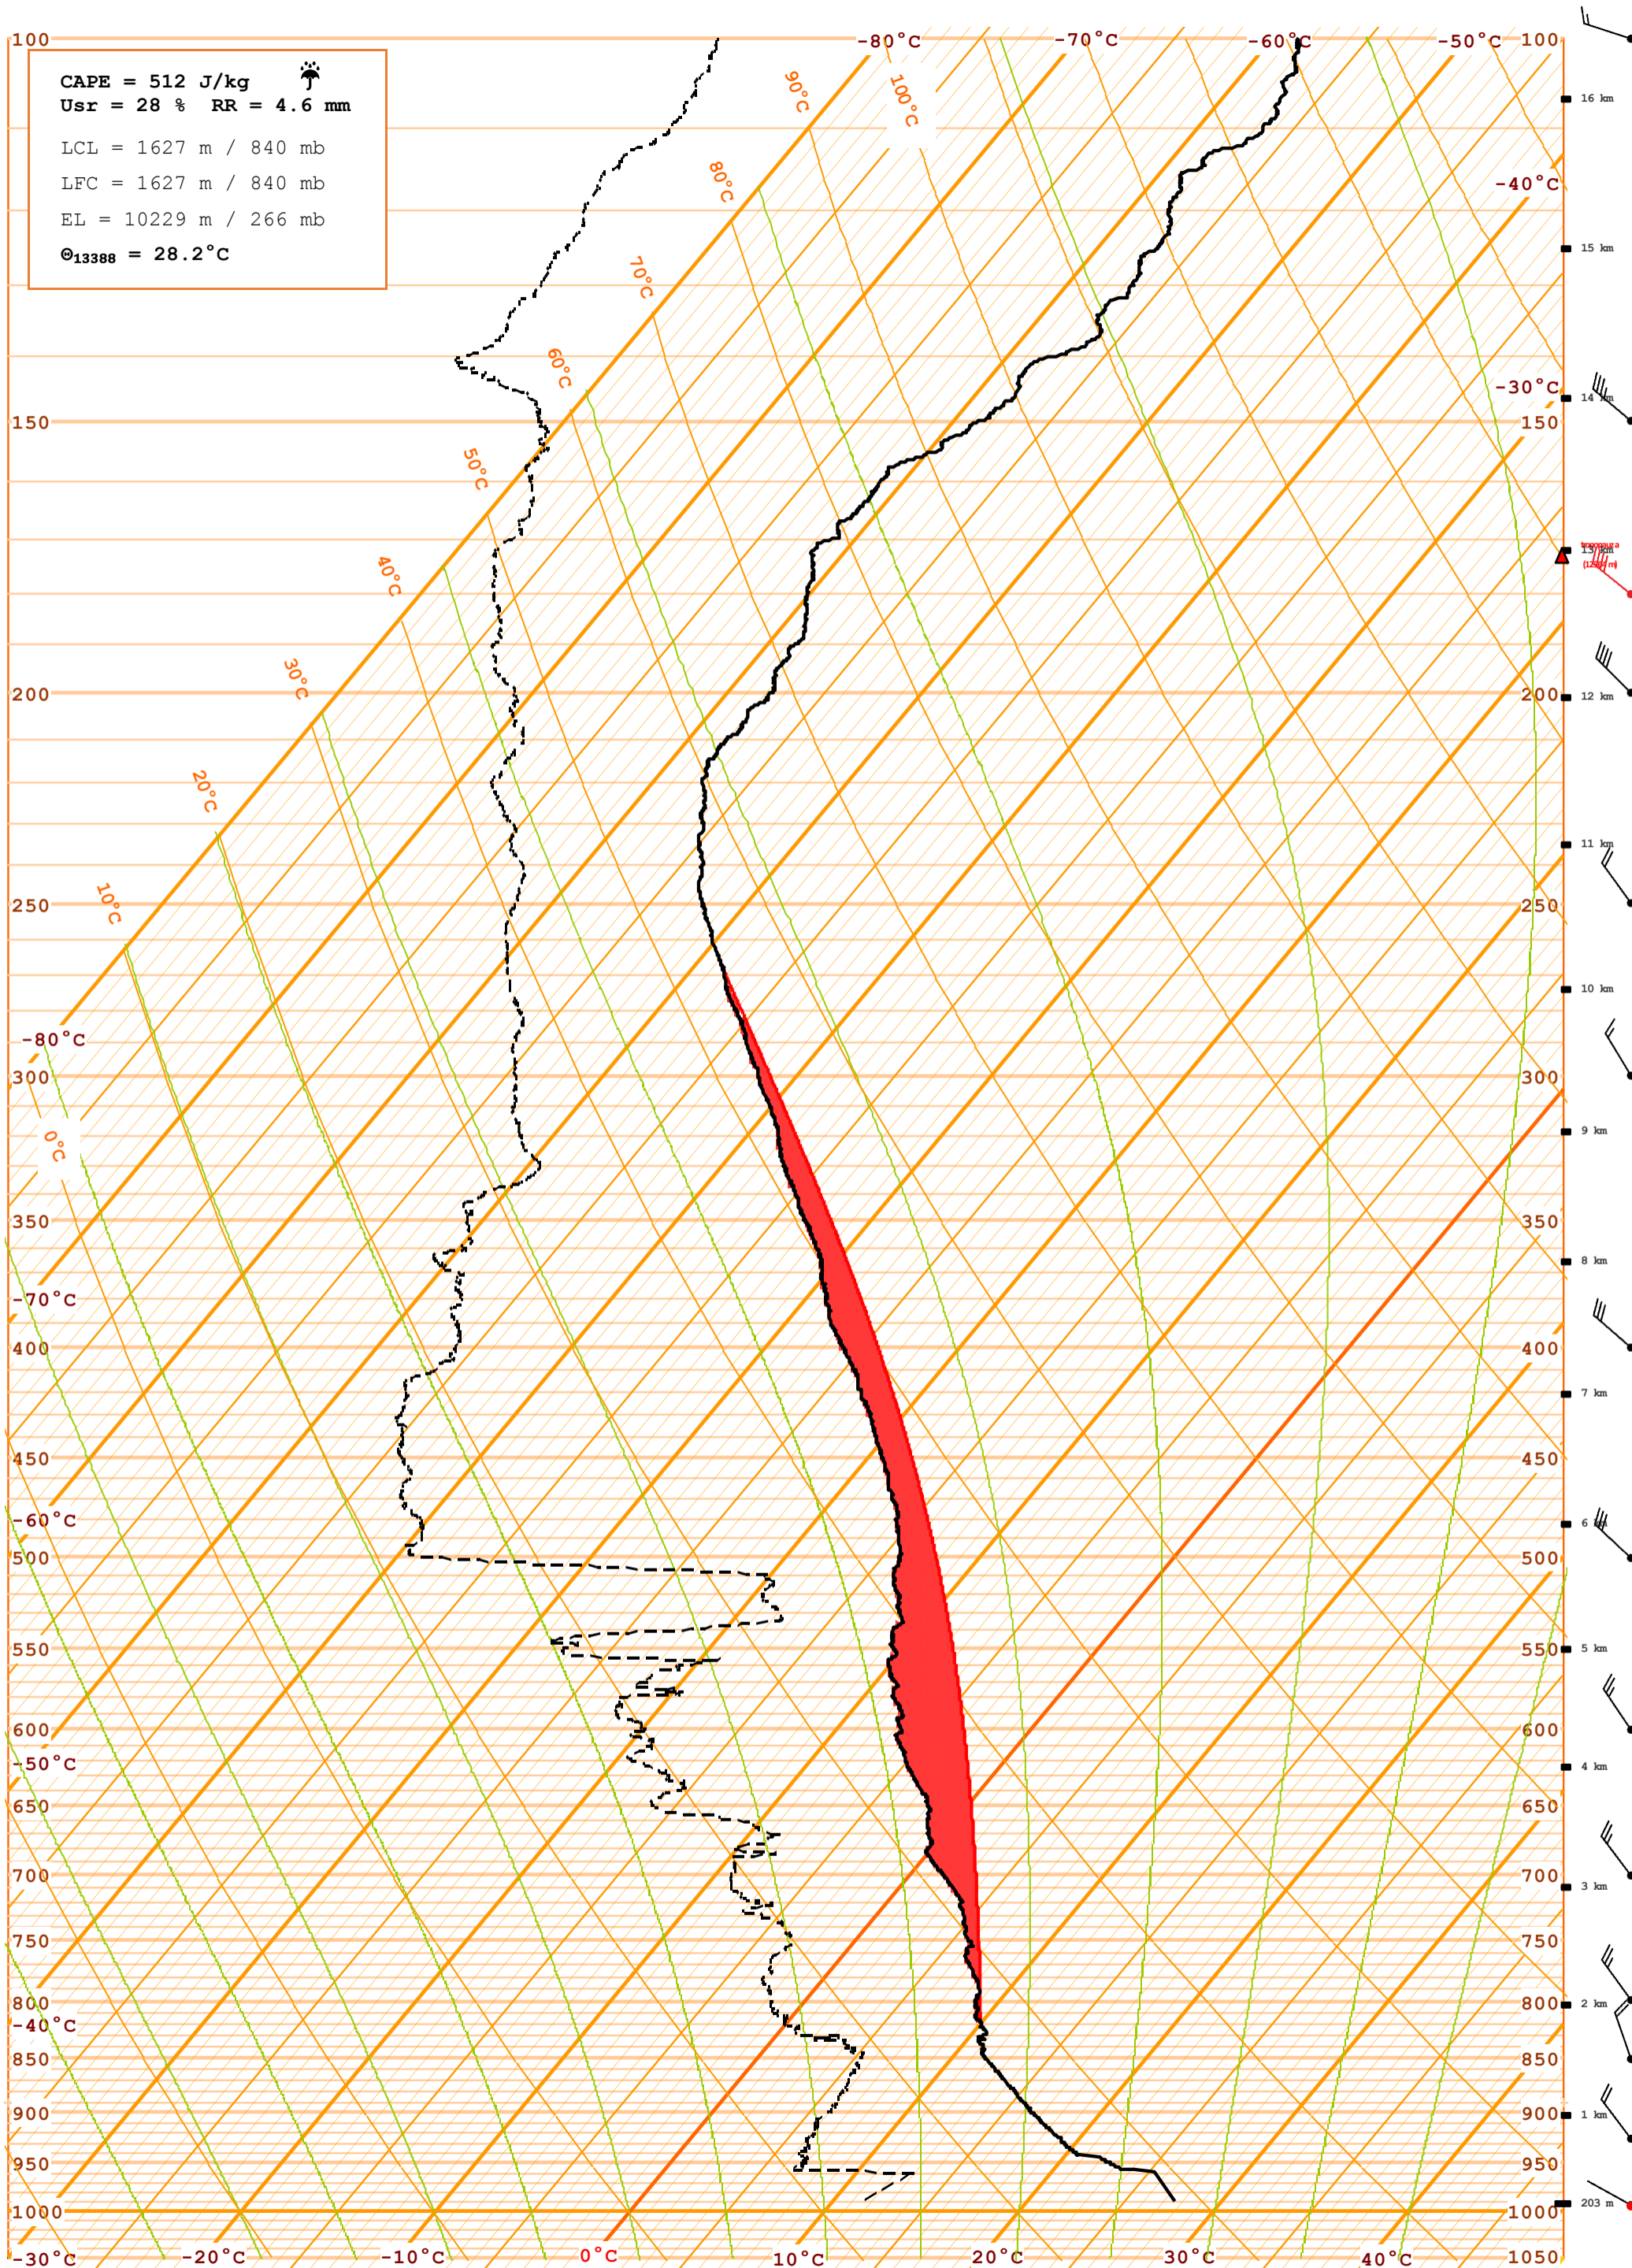 100 -80°C -70°C -60°C -50°C 100
CAPE = 512 J/kg
Usr = 28 % RR = 4.6 mm
LCL = 1627 m / 840 mb
LFC = 1627 m / 840 mb
EL = 10229 m / 266 mb
Θ13388 = 28.2°C
90°C 100°C
16 km
80°C
-40°C
15 km
70°C
60°C
-30°C
14 km
150 150
50°C
13 km
40°C
30°C
200 200
12 km
20°C
11 km
10°C
250 250
10 km
-80°C
300 300
0°C
9 km
350 350
8 km
-70°C
400 400
7 km
450 450
-60°C
6 km
500 500
550 550
5 km
600 600
-50°C
4 km
650 650
700 700
3 km
750 750
800 800
2 km
-40°C
850 850
900 900
1 km
950 950
203 m
1000 1000
-30°C -20°C -10°C 0°C 10°C 20°C 30°C 40°C 1050